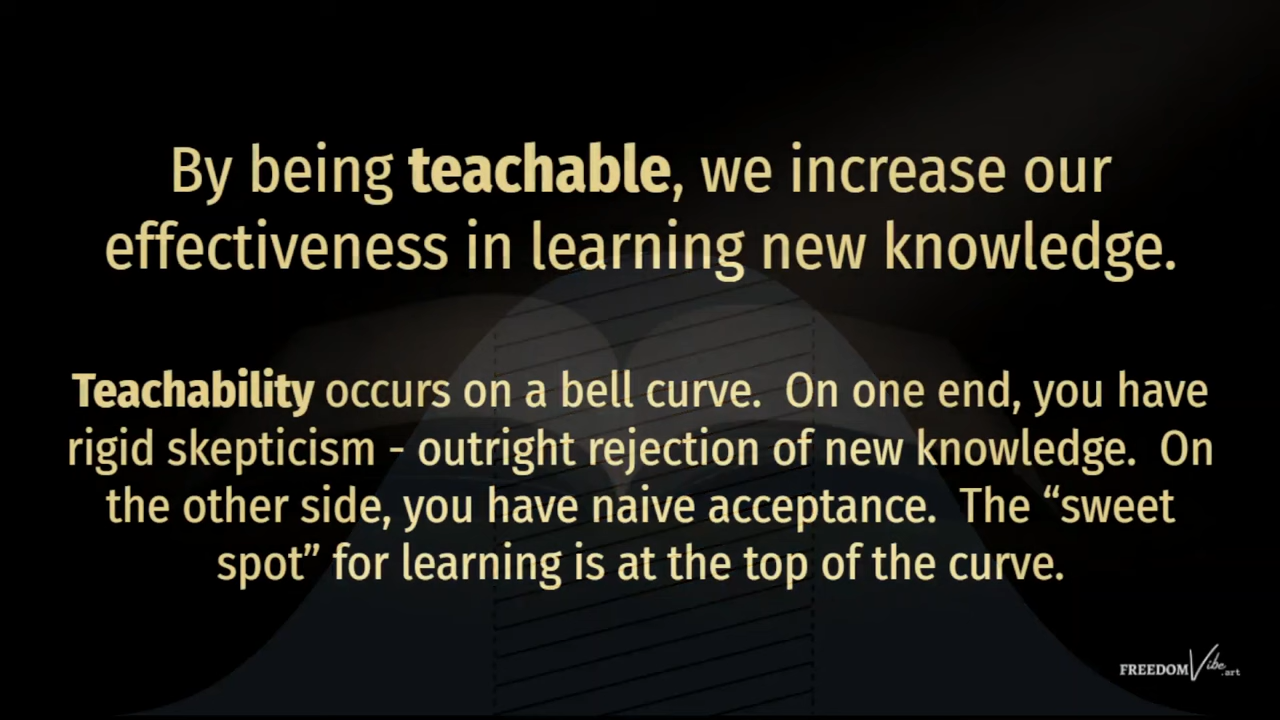 By being teachable, we increase our
effectiveness in learning new knowledge.
Teachability occurs on a bell curve.  On one end, you have
rigid skepticism - outright rejection of new knowledge.  On
the other side, you have naive acceptance.  The “sweet
spot” for learning is at the top of the curve.
FREEDOMVibe.art